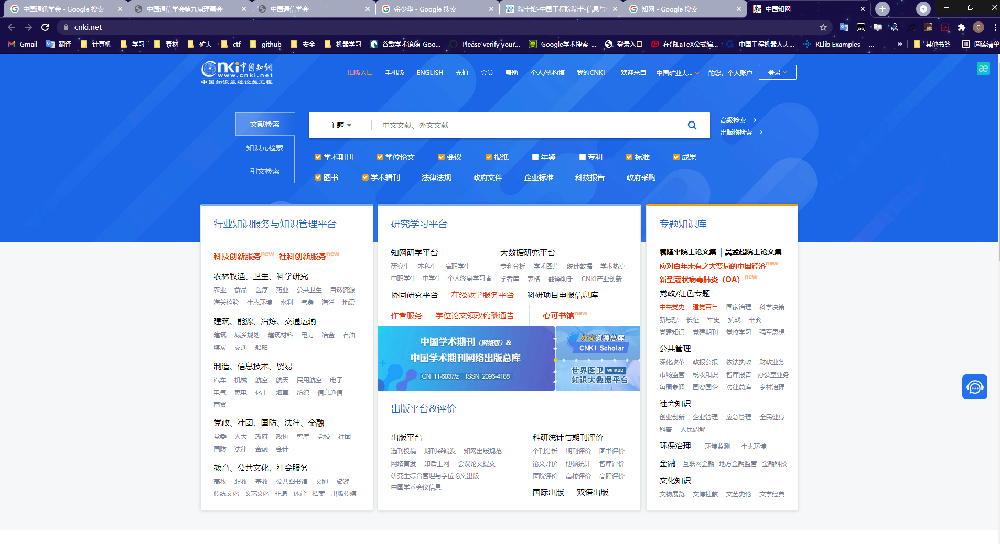 中国通讯学会 - Google 搜索
中国通信学会第九届理事会
中国通信学会
余少华 - Google 搜索
院士馆-中国工程院院士-信息与
知网 - Google 搜索
中国知网
cnki.net
Gmail 翻译 计算机 学习 素材 矿大 ctf github 安全 机器学习 谷歌学术镜像_Goo... Please verify your... Google学术搜索_... 登录入口 在线LaTeX公式编... 中国工程机器人大... RLlib Examples —... » 其他书签 阅读清单
Cnki中国知网
www.cnki.net
中国知识基础设施工程
旧版入口 手机版 ENGLISH 充值 会员 帮助 个人/机构馆 我的CNKI 欢迎来自 中国矿业大... 的您，个人账户 登录
文献检索
知识元检索
引文检索
主题 中文文献、外文文献
高级检索 >
出版物检索 >
学术期刊 学位论文 会议 报纸 年鉴 专利 标准 成果
图书 学术辑刊 法律法规 政府文件 企业标准 科技报告 政府采购
行业知识服务与知识管理平台
科技创新服务new 社科创新服务new
农林牧渔、卫生、科学研究
农业 食品 医疗 药业 公共卫生 自然资源
海关检验 生态环境 水利 气象 海洋 地震
建筑、能源、冶炼、交通运输
建筑 城乡规划 建筑材料 电力 冶金 石油
煤炭 交通 船舶
制造、信息技术、贸易
汽车 机械 航空 航天 民用航空 电子
电气 家电 化工 烟草 纺织 信息通信
商贸
党政、社团、国防、法律、金融
党委 人大 政府 政协 智库 党校 社团
国防 法律 金融 会计
教育、公共文化、社会服务
高教 职教 基教 公共图书馆 文博 旅游
传统文化 文艺文化 非遗 体育 档案 出版传媒
研究学习平台
知网研学平台
研究生 本科生 高职学生
中职学生 中学生 个人终身学习者
大数据研究平台
专利分析 学术图片 统计数据 学术热点
学者库 表格 翻译助手 CNKI产业创新
协同研究平台 在线教学服务平台 科研项目申报信息库
作者服务 学位论文领取稿酬通告 心可书馆new
中国学术期刊（网络版）&
中国学术期刊网络出版总库
CN 11-6037/z ISSN 2096-4188
外文资源总库
CNKI Scholar
世界医卫 WHKBD
知识大数据平台
出版平台&评价
出版平台
选刊投稿 期刊采编发 知网出版规范
网络首发 印后上网 会议论文提交
研究生综合管理与学位论文出版
中国学术会议信息
科研统计与期刊评价
个刊分析 期刊评价 图书评价
论文评价 博硕统计 智库评价
医院评价 高校评价 高职评价
国际出版 双语出版
专题知识库
袁隆平院士论文集 | 吴孟超院士论文集
应对百年未有之大变局的中国经济new
新型冠状病毒肺炎（OA） new
党政/红色专题
中共党史 建党百年 国家治理 科学决策
新思想 长征 军史 抗战 辛亥
党建知识 党建期刊 党校学习 强军思想
公共管理
深化改革 政报公报 依法执政 财政业务
市场监管 税收知识 智库报告 办公室业务
每周参阅 国资国企 法律总库 乡村治理
社会知识
创业创新 企业管理 应急管理 全民健身
科普 人民调解
环保治理 环境监测 生态环境
金融 互联网金融 地方金融监管 金融科技
文化知识
文物展览 文博社教 文艺史论 文学经典